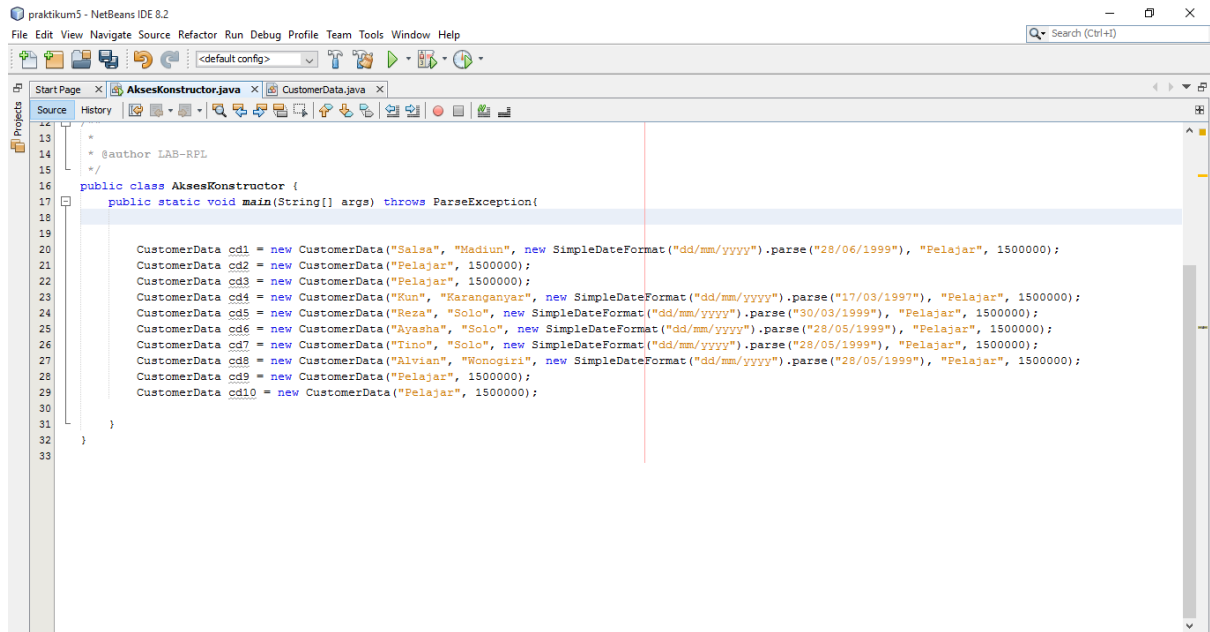 praktikum5 - NetBeans IDE 8.2
File Edit View Navigate Source Refactor Run Debug Profile Team Tools Window Help
Search (Ctrl+I)
<default config>
Start Page AksesKonstructor.java CustomerData.java
Source History
Projects
12 /**
13 *
14 * @author LAB-RPL
15 */
16 public class AksesKonstructor {
17 public static void main(String[] args) throws ParseException{
18
19
20 CustomerData cd1 = new CustomerData("Salsa", "Madiun", new SimpleDateFormat("dd/mm/yyyy").parse("28/06/1999"), "Pelajar", 1500000);
21 CustomerData cd2 = new CustomerData("Pelajar", 1500000);
22 CustomerData cd3 = new CustomerData("Pelajar", 1500000);
23 CustomerData cd4 = new CustomerData("Kun", "Karanganyar", new SimpleDateFormat("dd/mm/yyyy").parse("17/03/1997"), "Pelajar", 1500000);
24 CustomerData cd5 = new CustomerData("Reza", "Solo", new SimpleDateFormat("dd/mm/yyyy").parse("30/03/1999"), "Pelajar", 1500000);
25 CustomerData cd6 = new CustomerData("Ayasha", "Solo", new SimpleDateFormat("dd/mm/yyyy").parse("28/05/1999"), "Pelajar", 1500000);
26 CustomerData cd7 = new CustomerData("Tino", "Solo", new SimpleDateFormat("dd/mm/yyyy").parse("28/05/1999"), "Pelajar", 1500000);
27 CustomerData cd8 = new CustomerData("Alvian", "Wonogiri", new SimpleDateFormat("dd/mm/yyyy").parse("28/05/1999"), "Pelajar", 1500000);
28 CustomerData cd9 = new CustomerData("Pelajar", 1500000);
29 CustomerData cd10 = new CustomerData("Pelajar", 1500000);
30
31 }
32 }
33